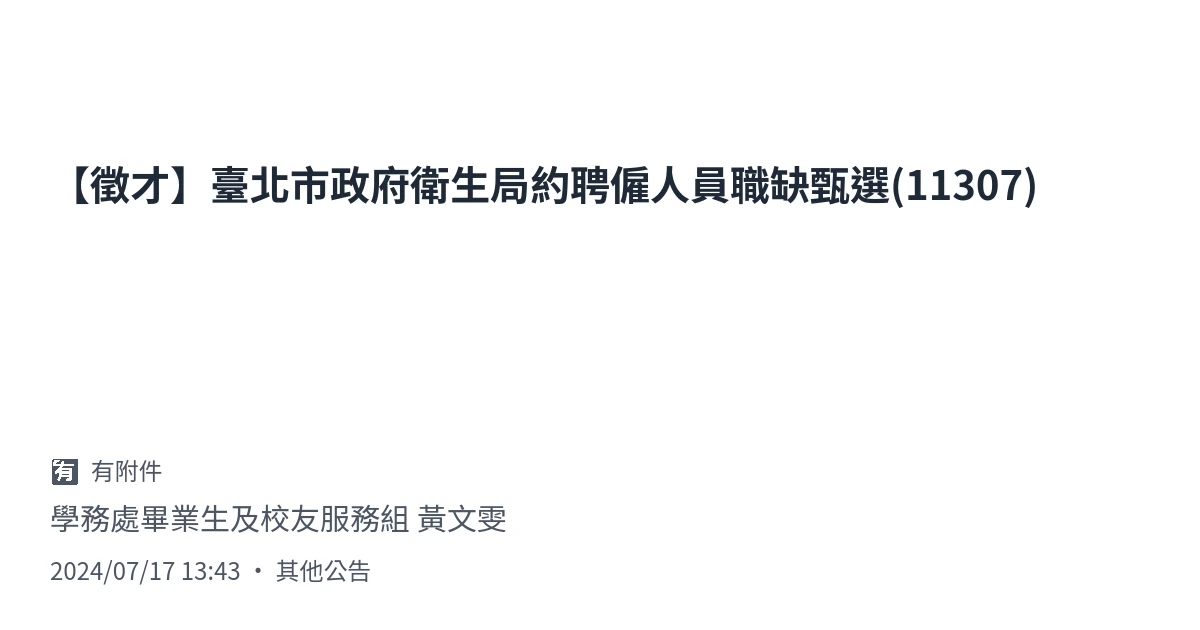 【徵才】臺北市政府衛生局約聘僱人員職缺甄選(11307)
有 有附件
學務處畢業生及校友服務組 黃文雯
2024/07/17 13:43 ・ 其他公告